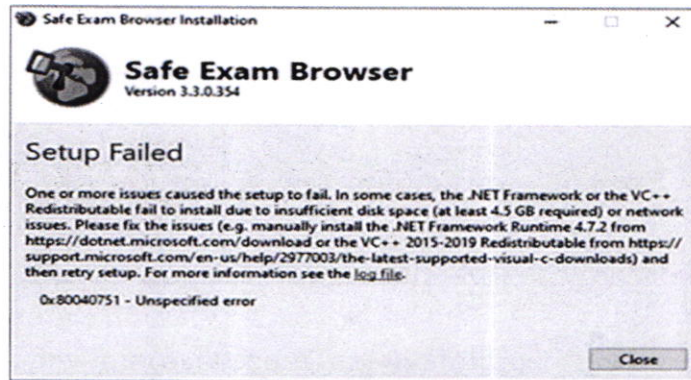 Safe Exam Browser Installation
Safe Exam Browser
Version 3.3.0.354
Setup Failed
One or more issues caused the setup to fail. In some cases, the .NET Framework or the VC++
Redistributable fail to install due to insufficient disk space (at least 4.5 GB required) or network
issues. Please fix the issues (e.g. manually install the .NET Framework Runtime 4.7.2 from
https://dotnet.microsoft.com/download or the VC++ 2015-2019 Redistributable from https://
support.microsoft.com/en-us/help/2977003/the-latest-supported-visual-c-downloads) and
then retry setup. For more information see the log file.
0x80040751 - Unspecified error
Close